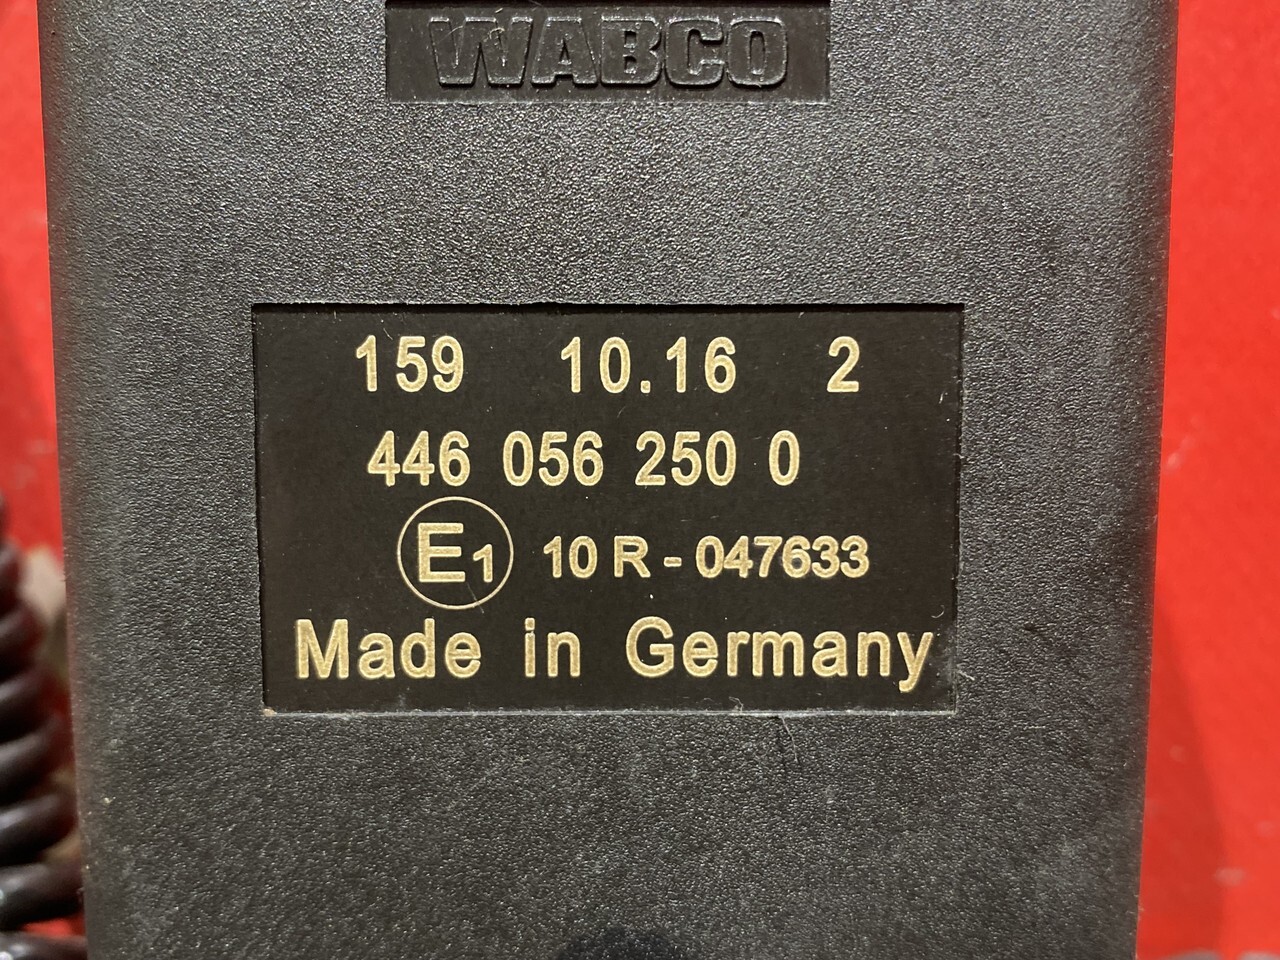 WABCO
159 10.16 2
446 056 250 0
E1 10 R - 047633
Made in Germany